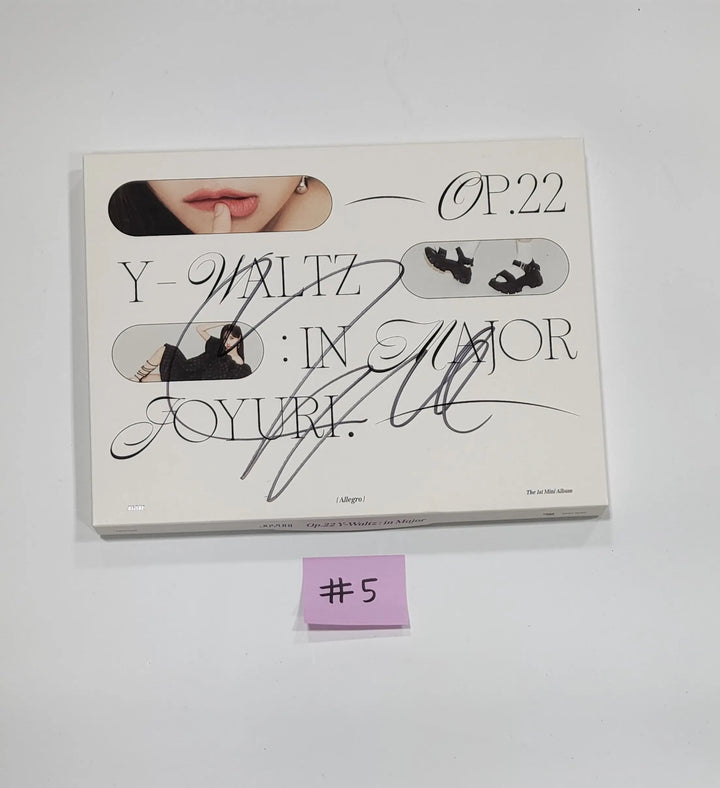 OP.22
Y-WALTZ
: IN MAJOR
JOYURI.
[Allegro]
The 1st Mini Album
Op.22 Y-Waltz : in Major
#5